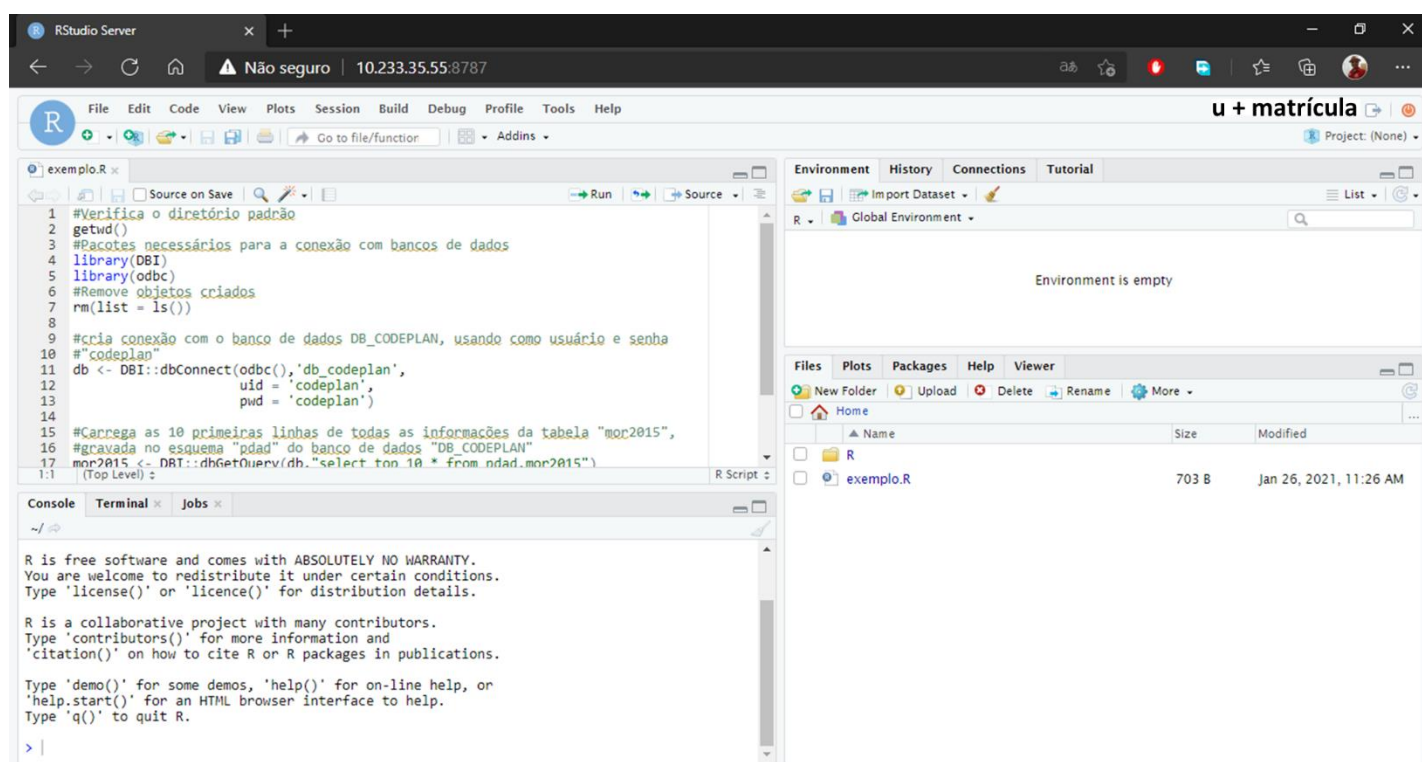 RStudio Server
Não seguro | 10.233.35.55:8787
File Edit Code View Plots Session Build Debug Profile Tools Help
u + matrícula
Go to file/function
Addins
Project: (None)
exemplo.R
Source on Save
Run
Source
1 #Verifica o diretório padrão
2 getwd()
3 #Pacotes necessários para a conexão com bancos de dados
4 library(DBI)
5 library(odbc)
6 #Remove objetos criados
7 rm(list = ls())
8
9 #cria conexão com o banco de dados DB_CODEPLAN, usando como usuário e senha
10 #"codeplan"
11 db <- DBI::dbConnect(odbc(),'db_codeplan',
12 uid = 'codeplan',
13 pwd = 'codeplan')
14
15 #Carrega as 10 primeiras linhas de todas as informações da tabela "mor2015",
16 #gravada no esquema "pdad" do banco de dados "DB_CODEPLAN"
17 mor2015 <- DBI::dbGetQuery(db,"select top 10 * from pdad.mor2015")
1:1 (Top Level) R Script
Console Terminal Jobs
~/
R is free software and comes with ABSOLUTELY NO WARRANTY.
You are welcome to redistribute it under certain conditions.
Type 'license()' or 'licence()' for distribution details.
R is a collaborative project with many contributors.
Type 'contributors()' for more information and
'citation()' on how to cite R or R packages in publications.
Type 'demo()' for some demos, 'help()' for on-line help, or
'help.start()' for an HTML browser interface to help.
Type 'q()' to quit R.
>
Environment History Connections Tutorial
Import Dataset
List
R Global Environment
Environment is empty
Files Plots Packages Help Viewer
New Folder Upload Delete Rename More
Home
Name Size Modified
R
exemplo.R 703 B Jan 26, 2021, 11:26 AM